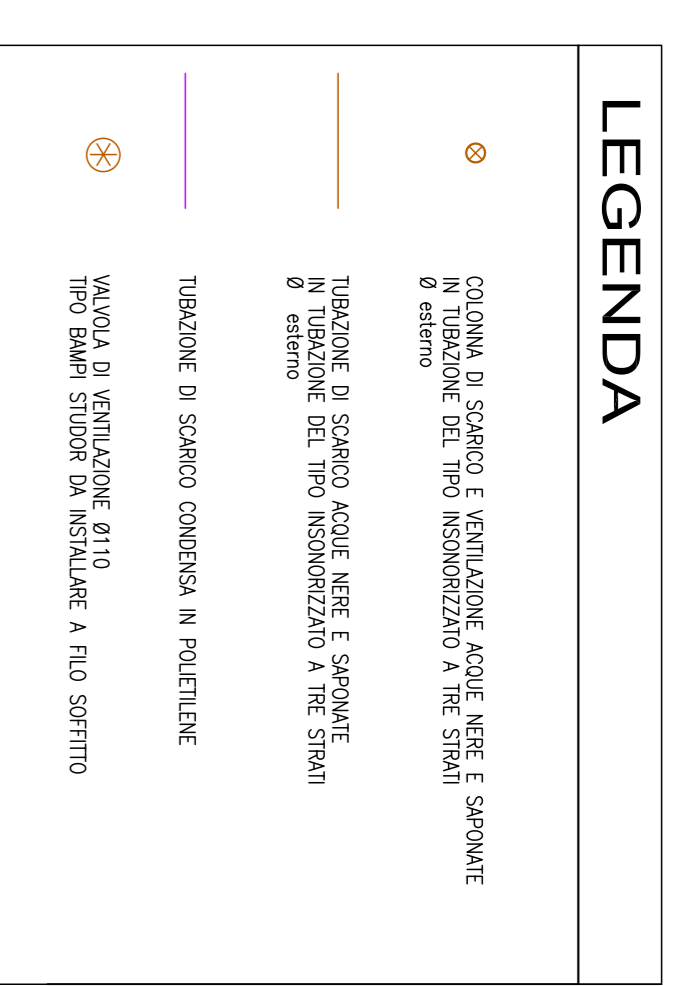 LEGENDA
COLONNA DI SCARICO E VENTILAZIONE ACQUE NERE E SAPONATE
IN TUBAZIONE DEL TIPO INSONORIZZATO A TRE STRATI
Ø esterno
TUBAZIONE DI SCARICO ACQUE NERE E SAPONATE
IN TUBAZIONE DEL TIPO INSONORIZZATO A TRE STRATI
Ø esterno
TUBAZIONE DI SCARICO CONDENSA IN POLIETILENE
VALVOLA DI VENTILAZIONE Ø110
TIPO BAMPI STUDOR DA INSTALLARE A FILO SOFFITTO